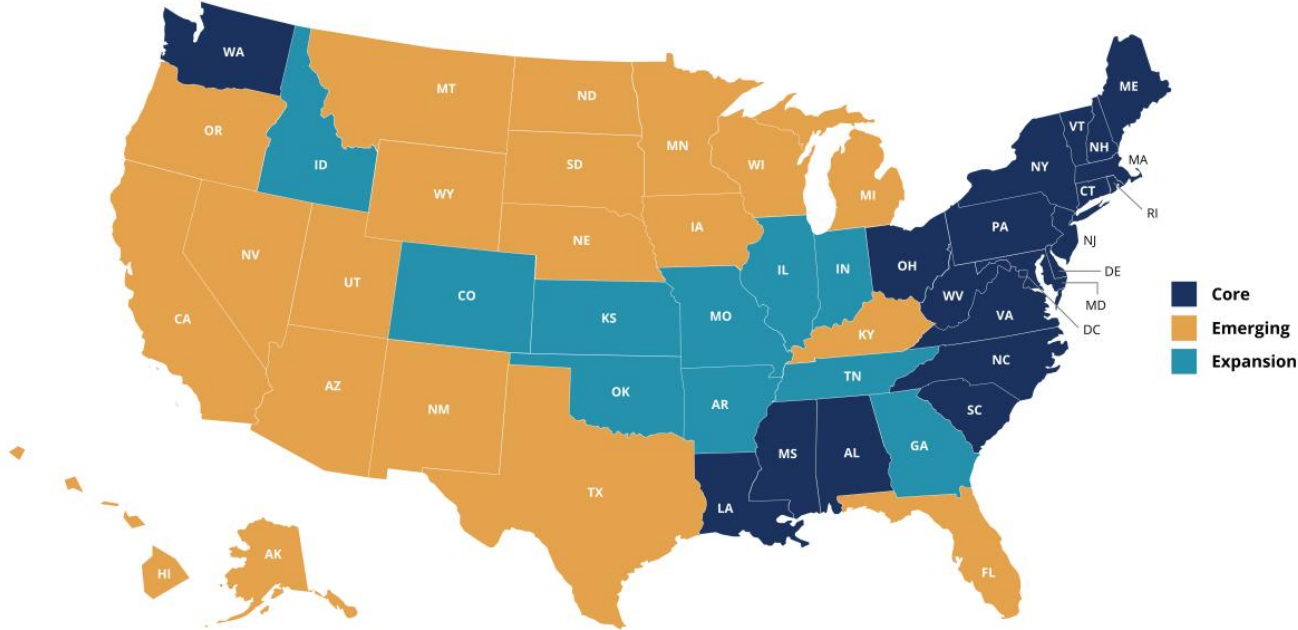 WA
MT
ND
ME
OR
MN
VT
NH
ID
SD
WI
NY
MA
WY
MI
CT
RI
IA
PA
NE
NJ
NV
OH
IL
IN
DE
UT
CO
WV
MD
Core
KS
MO
VA
CA
DC
KY
Emerging
NC
Expansion
TN
AZ
OK
AR
NM
SC
GA
MS
AL
TX
LA
AK
HI
FL